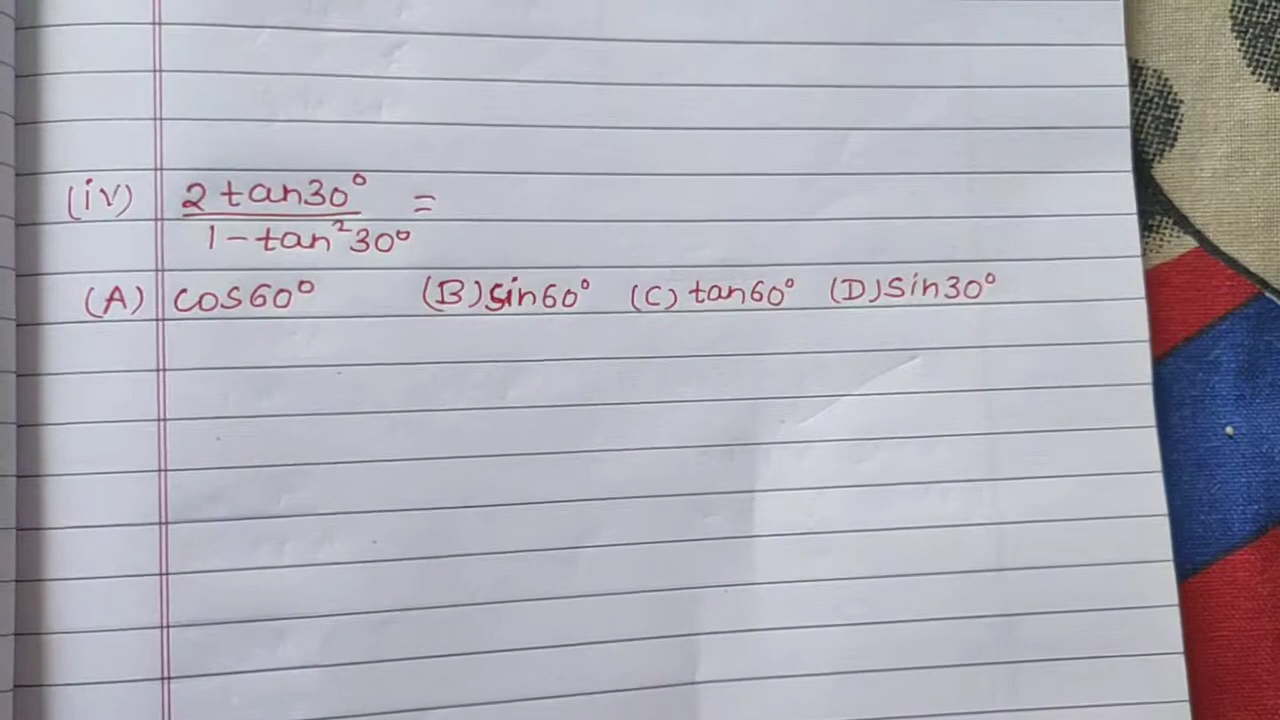 (iv) 2 tan30° =
1 - tan²30°
(A) cos60° (B) sin60° (C) tan60° (D) Sin30°